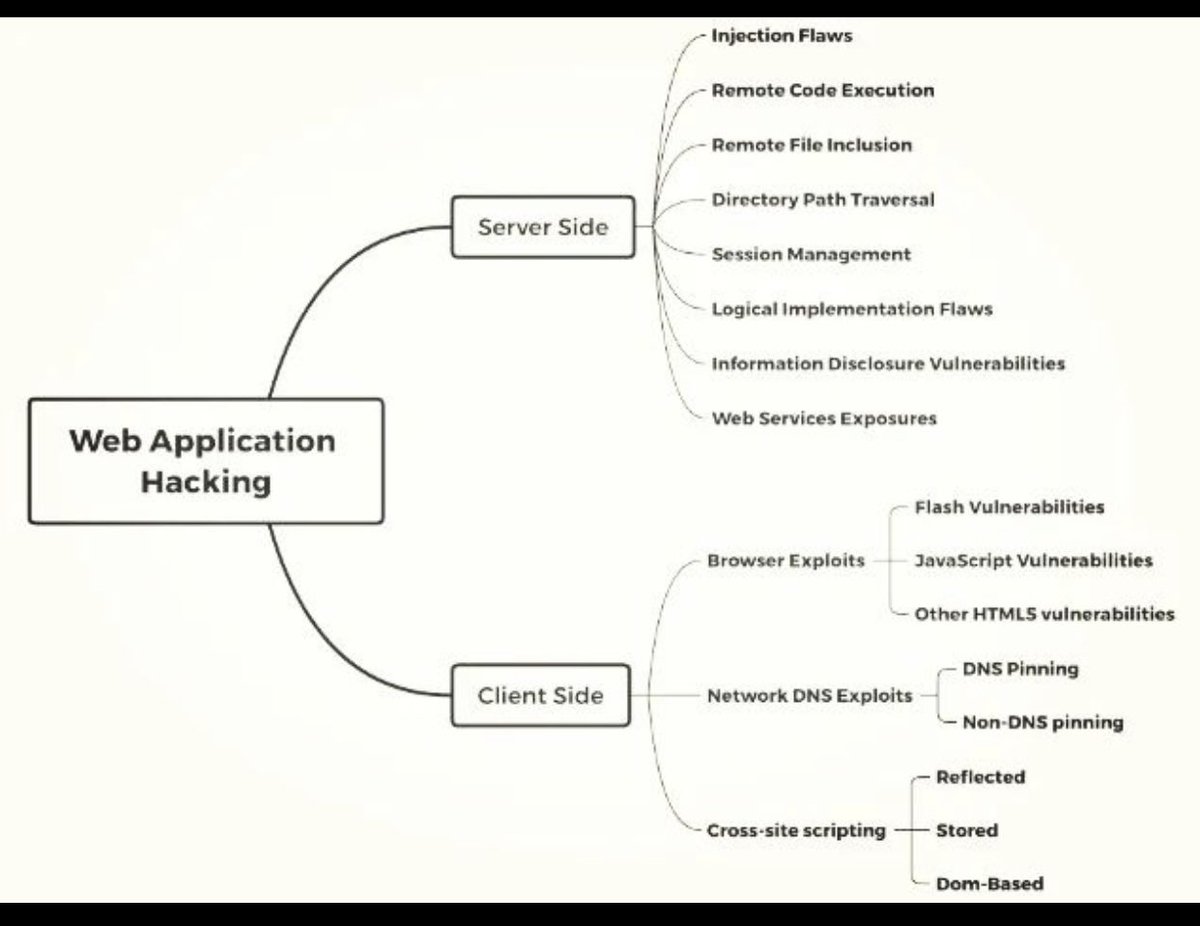 Web Application
Hacking
Server Side
Injection Flaws
Remote Code Execution
Remote File Inclusion
Directory Path Traversal
Session Management
Logical Implementation Flaws
Information Disclosure Vulnerabilities
Web Services Exposures
Client Side
Browser Exploits
Flash Vulnerabilities
JavaScript Vulnerabilities
Other HTML5 vulnerabilities
Network DNS Exploits
DNS Pinning
Non-DNS pinning
Cross-site scripting
Reflected
Stored
Dom-Based